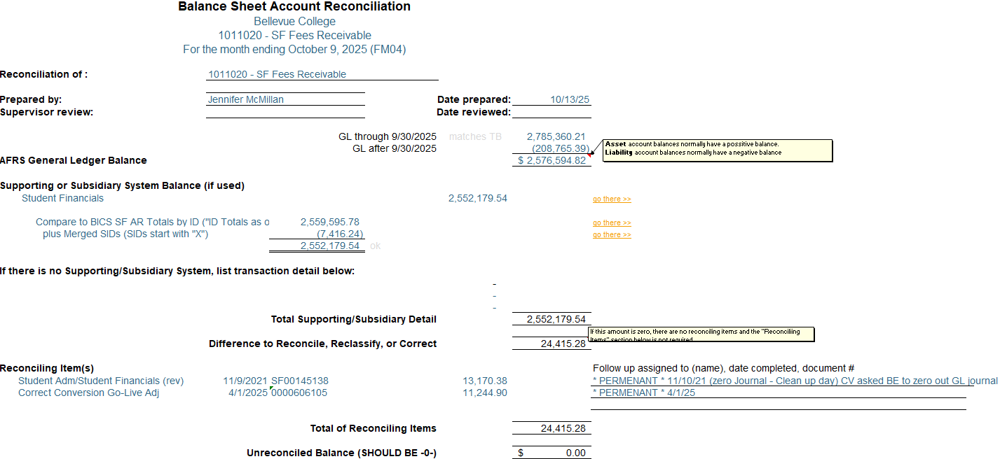 Balance Sheet Account Reconciliation
Bellevue College
1011020 - SF Fees Receivable
For the month ending October 9, 2025 (FM04)
Reconciliation of : 1011020 - SF Fees Receivable
Prepared by: Jennifer McMillan Date prepared: 10/13/25
Supervisor review: Date reviewed:
GL through 9/30/2025 matches TB 2,785,360.21
GL after 9/30/2025 (208,765.39)
Asset account balances normally have a possitive balance.
Liability account balances normally have a negative balance
AFRS General Ledger Balance $ 2,576,594.82
Supporting or Subsidiary System Balance (if used)
Student Financials 2,552,179.54 go there >>
Compare to BICS SF AR Totals by ID ("ID Totals as o 2,559,595.78 go there >>
plus Merged SIDs (SIDs start with "X") (7,416.24) go there >>
2,552,179.54 ok
If there is no Supporting/Subsidiary System, list transaction detail below:
-
-
-
Total Supporting/Subsidiary Detail 2,552,179.54
If this amount is zero, there are no reconciling items and the "Reconciliing
Items" section below is not required
Difference to Reconcile, Reclassify, or Correct 24,415.28
Reconciling Item(s) Follow up assigned to (name), date completed, document #
Student Adm/Student Financials (rev) 11/9/2021 SF00145138 13,170.38 * PERMENANT * 11/10/21 (zero Journal - Clean up day) CV asked BE to zero out GL journal
Correct Conversion Go-Live Adj 4/1/2025 0000606105 11,244.90 * PERMENANT * 4/1/25
Total of Reconciling Items 24,415.28
Unreconciled Balance (SHOULD BE -0-) $ 0.00